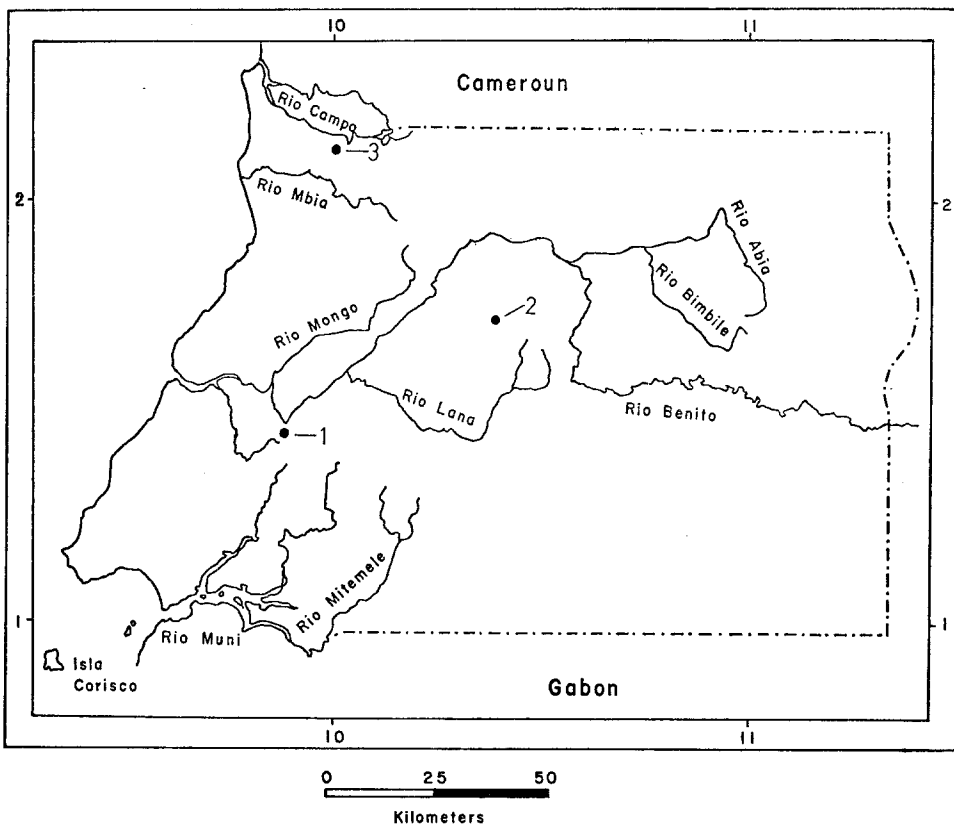 10 11
Cameroun
Rio Campo
3
2 2
Rio Mbia
Rio Abia
Rio Bimbile
2
Rio Mongo
Rio Lana
Rio Benito
1
Rio Mitemele
1 1
Rio Muni
Isla
Corisco
Gabon
10 11
0 25 50
Kilometers